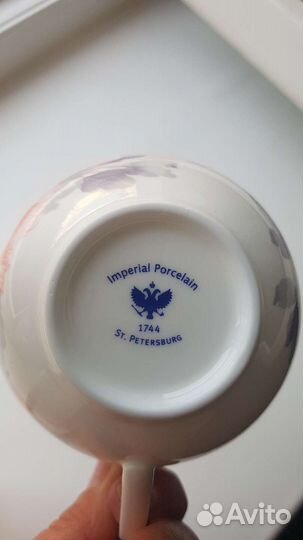 Imperial Porcelain
1744
ST. PETERSBURG
Avito